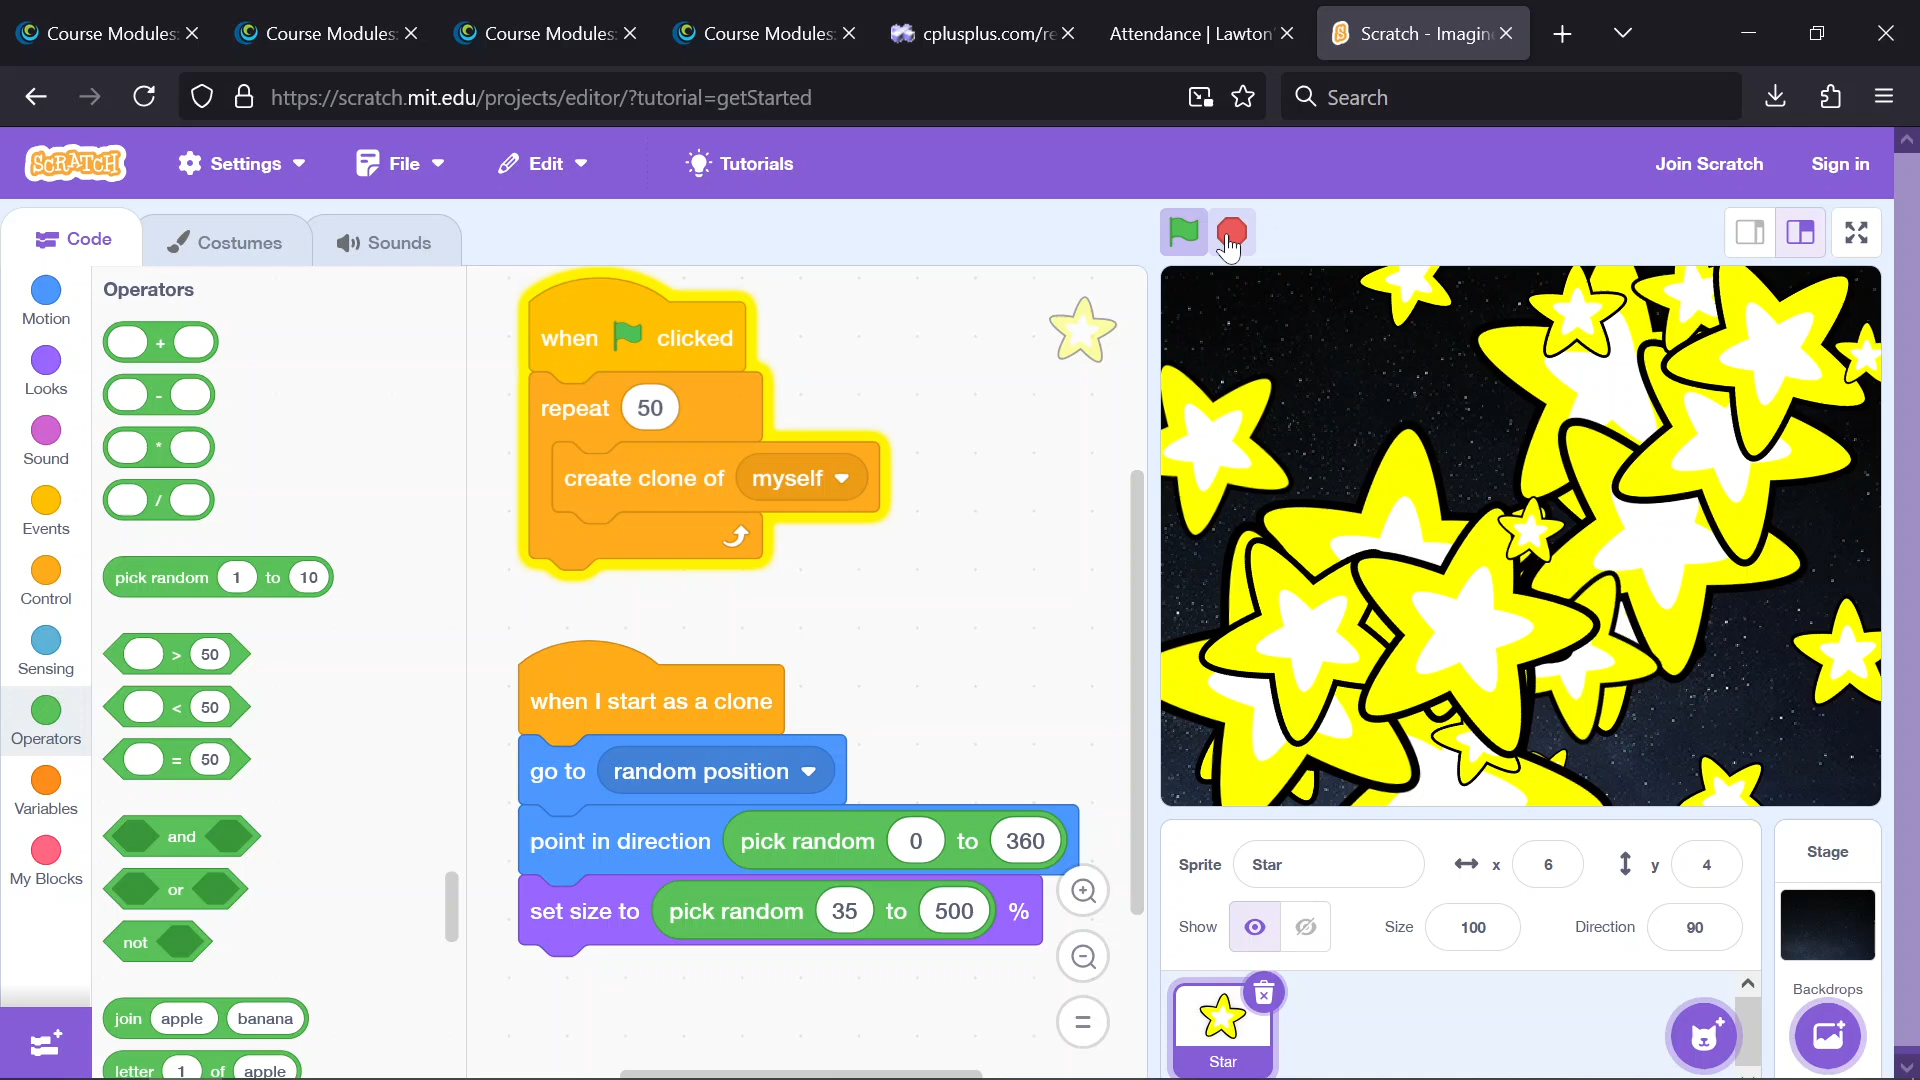 Course Modules:
Course Modules:
Course Modules:
Course Modules:
cplusplus.com/re
Attendance | Lawton
Scratch - Imagin
https://scratch.mit.edu/projects/editor/?tutorial=getStarted
Search
SCRATCH
Settings
File
Edit
Tutorials
Join Scratch
Sign in
Code
Costumes
Sounds
Motion
Looks
Sound
Events
Control
Sensing
Operators
Variables
My Blocks
Operators
+
-
*
/
pick random 1 to 10
> 50
< 50
= 50
and
or
not
join apple banana
letter 1 of apple
when clicked
repeat 50
create clone of myself
when I start as a clone
go to random position
point in direction pick random 0 to 360
set size to pick random 35 to 500 %
Sprite Star x 6 y 4
Show Size 100 Direction 90
Star
Stage
Backdrops